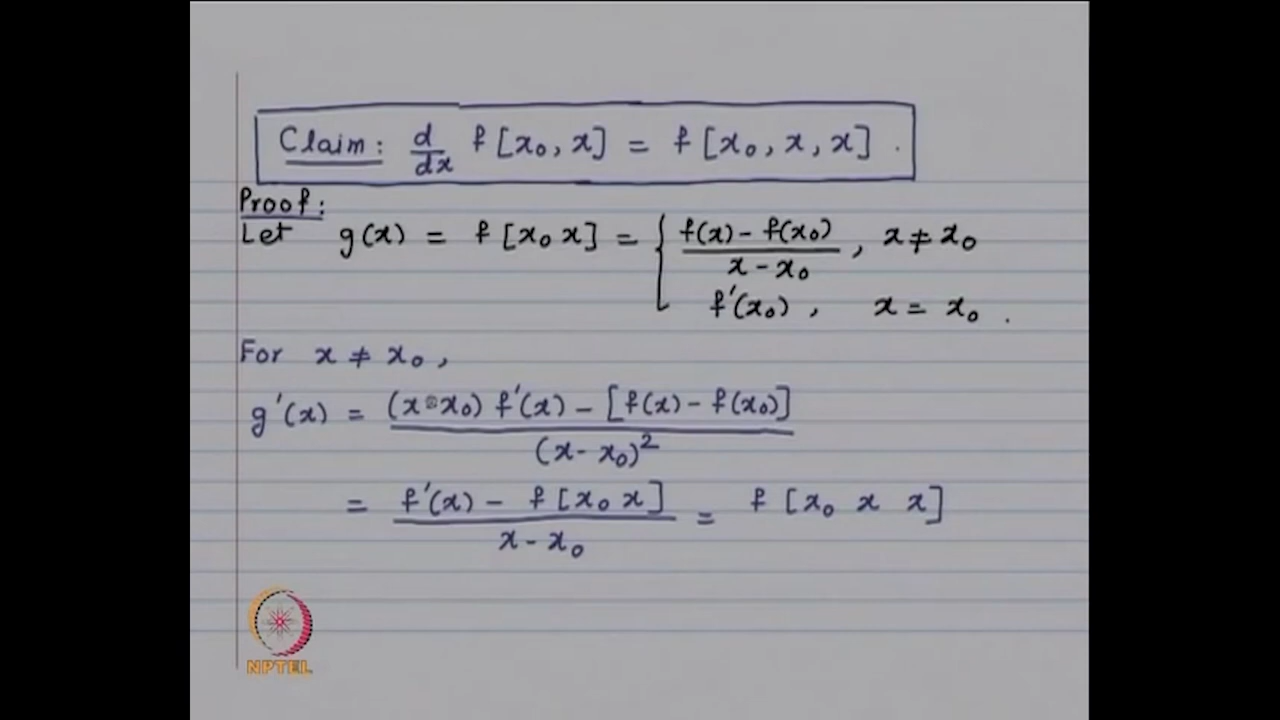 Claim: d/dx f[x₀, x] = f[x₀, x, x].
Proof:
Let g(x) = f[x₀ x] = { (f(x) - f(x₀))/(x - x₀), x ≠ x₀
f'(x₀), x = x₀.
For x ≠ x₀,
g'(x) = ((x - x₀) f'(x) - [f(x) - f(x₀)])/(x - x₀)²
= (f'(x) - f[x₀ x])/(x - x₀) = f[x₀ x x]
NPTEL